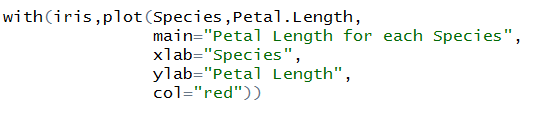 with(iris,plot(Species,Petal.Length,
main="Petal Length for each Species",
xlab="Species",
ylab="Petal Length",
col="red"))